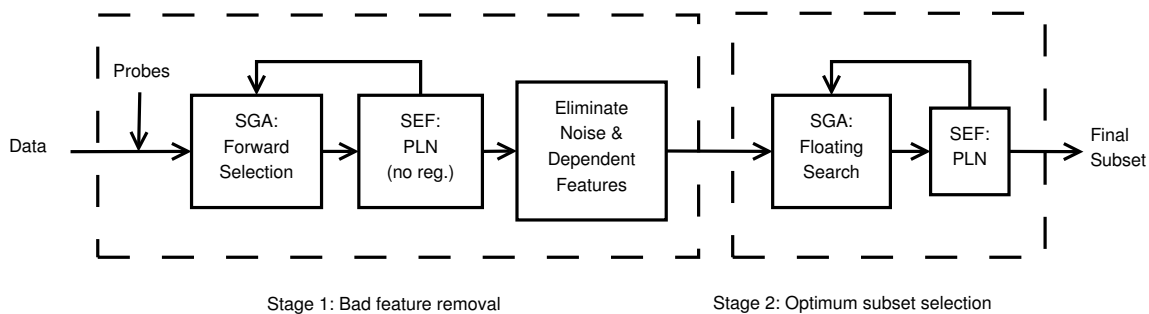 Probes
Data
SGA:
Forward
Selection
SEF:
PLN
(no reg.)
Eliminate
Noise &
Dependent
Features
SGA:
Floating
Search
SEF:
PLN
Final
Subset
Stage 1: Bad feature removal
Stage 2: Optimum subset selection